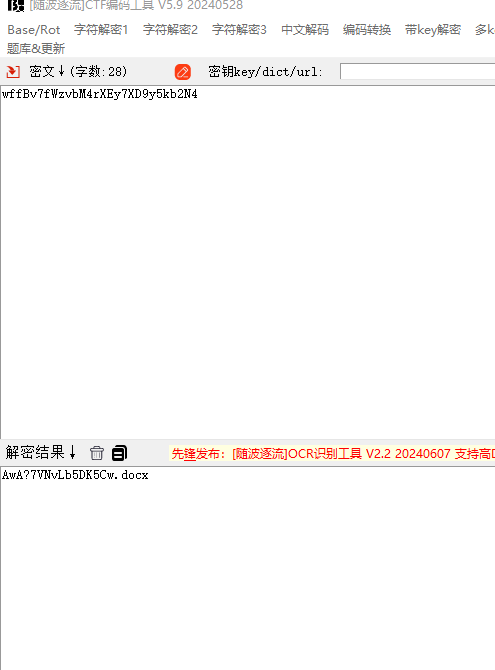 [随波逐流]CTF编码工具 V5.9 20240528
Base/Rot 字符解密1 字符解密2 字符解密3 中文解码 编码转换 带key解密 多k
题库&更新
密文↓(字数:28) 密钥key/dict/url:
wffBv7fWzvbM4rXEy7XD9y5kb2N4
解密结果↓ 先锋发布: [随波逐流]OCR识别工具 V2.2 20240607 支持高D
AwA?7VNvLb5DK5Cw.docx